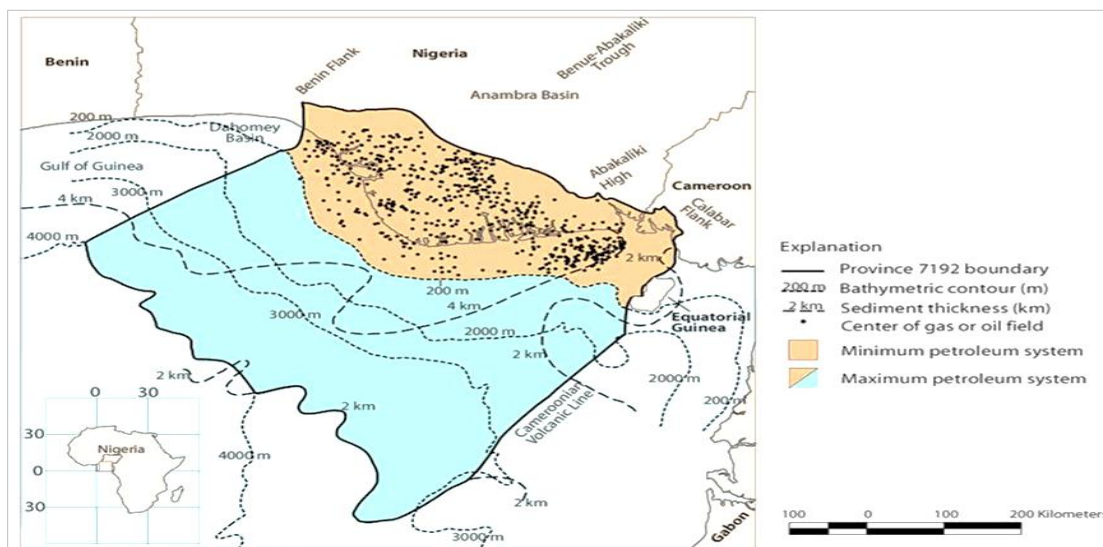 Benin
Nigeria
Benin Flank
Benue-Abakaliki
Trough
Anambra Basin
200 m
2000 m
Dahomey
Basin
Gulf of Guinea
3000 m
4 km
4000 m
Abakaliki
High
Cameroon
Calabar
Flank
2 km
200 m
4 km
3000 m
2000 m
Equatorial
Guinea
2 km
2000 m
200 m
2 km
2 km
Cameroonian
Volcanic Line
4000 m
2 km
3000 m
Gabon
0
30
30
Nigeria
0
30
Explanation
Province 7192 boundary
200 m Bathymetric contour (m)
2 km Sediment thickness (km)
Center of gas or oil field
Minimum petroleum system
Maximum petroleum system
100 0 100 200 Kilometers